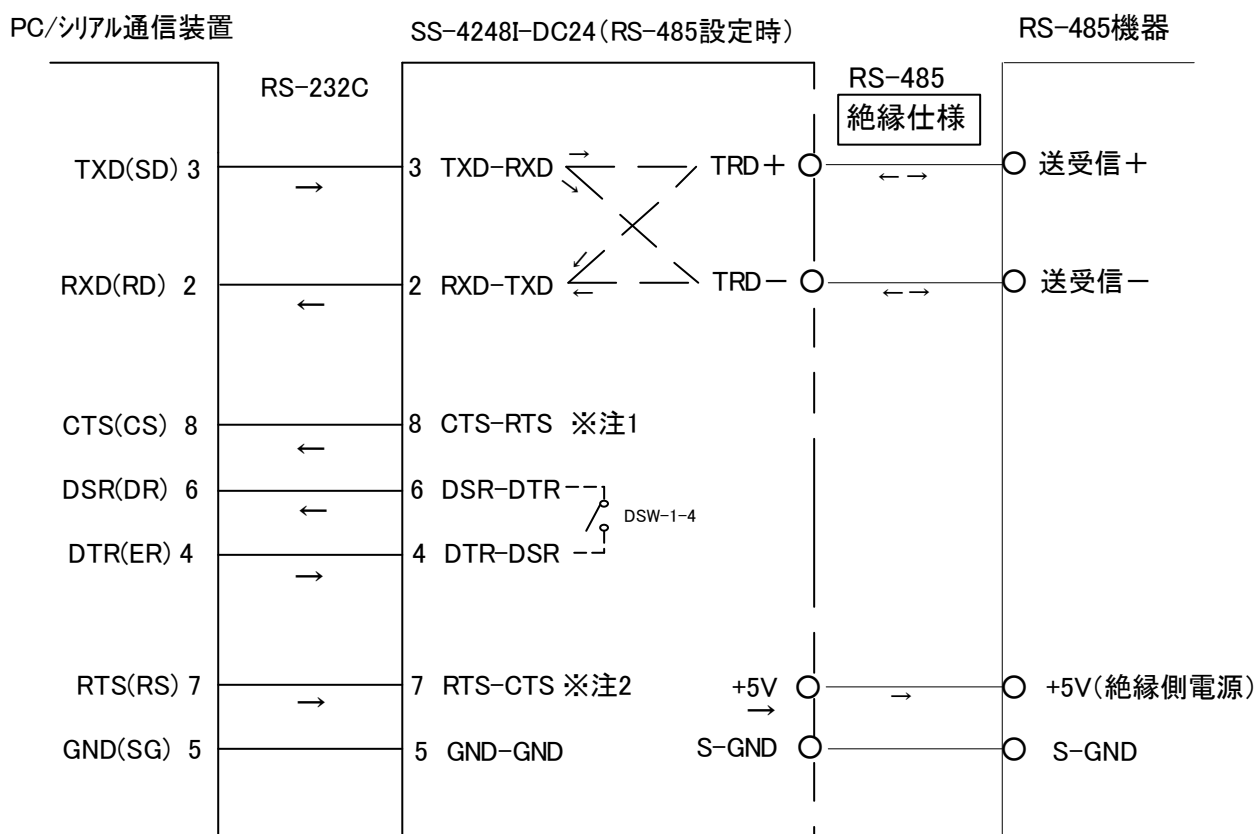 PC/シリアル通信装置
SS-4248I-DC24(RS-485設定時)
RS-485機器
RS-232C
RS-485
絶縁仕様
TXD(SD) 3
3 TXD-RXD → ↘
TRD+
← →
送受信+
→
RXD(RD) 2
2 RXD-TXD ↙ ←
TRD-
← →
送受信-
←
CTS(CS) 8
8 CTS-RTS ※注1
←
DSR(DR) 6
6 DSR-DTR
←
DSW-1-4
DTR(ER) 4
4 DTR-DSR
→
RTS(RS) 7
7 RTS-CTS ※注2
+5V
→
+5V(絶縁側電源)
→
→
GND(SG) 5
5 GND-GND
S-GND
S-GND